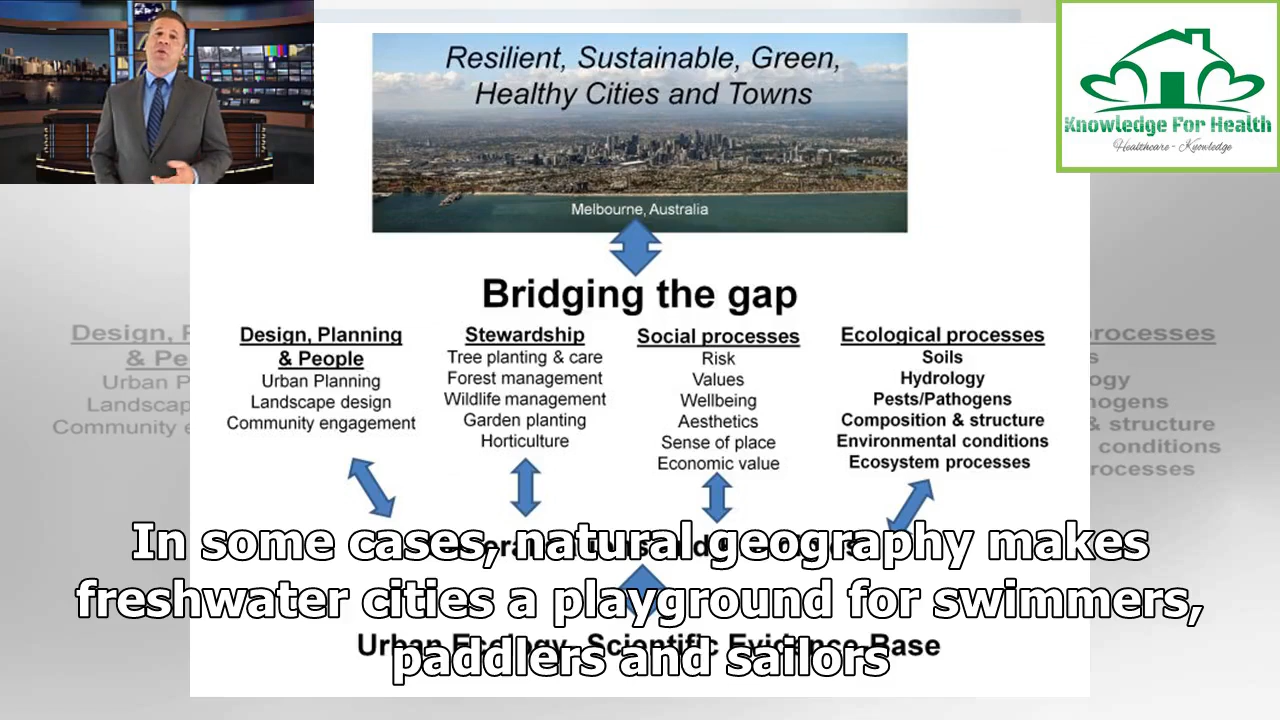 Resilient, Sustainable, Green,
Healthy Cities and Towns
Melbourne, Australia
Knowledge For Health
Healthcare - Knowledge
Bridging the gap
Design, Planning
& People
Urban Planning
Landscape design
Community engagement
Stewardship
Tree planting & care
Forest management
Wildlife management
Garden planting
Horticulture
Social processes
Risk
Values
Wellbeing
Aesthetics
Sense of place
Economic value
Ecological processes
Soils
Hydrology
Pests/Pathogens
Composition & structure
Environmental conditions
Ecosystem processes
In some cases, natural geography makes
freshwater cities a playground for swimmers,
paddlers and sailors
Urban Ecology Scientific Evidence Base